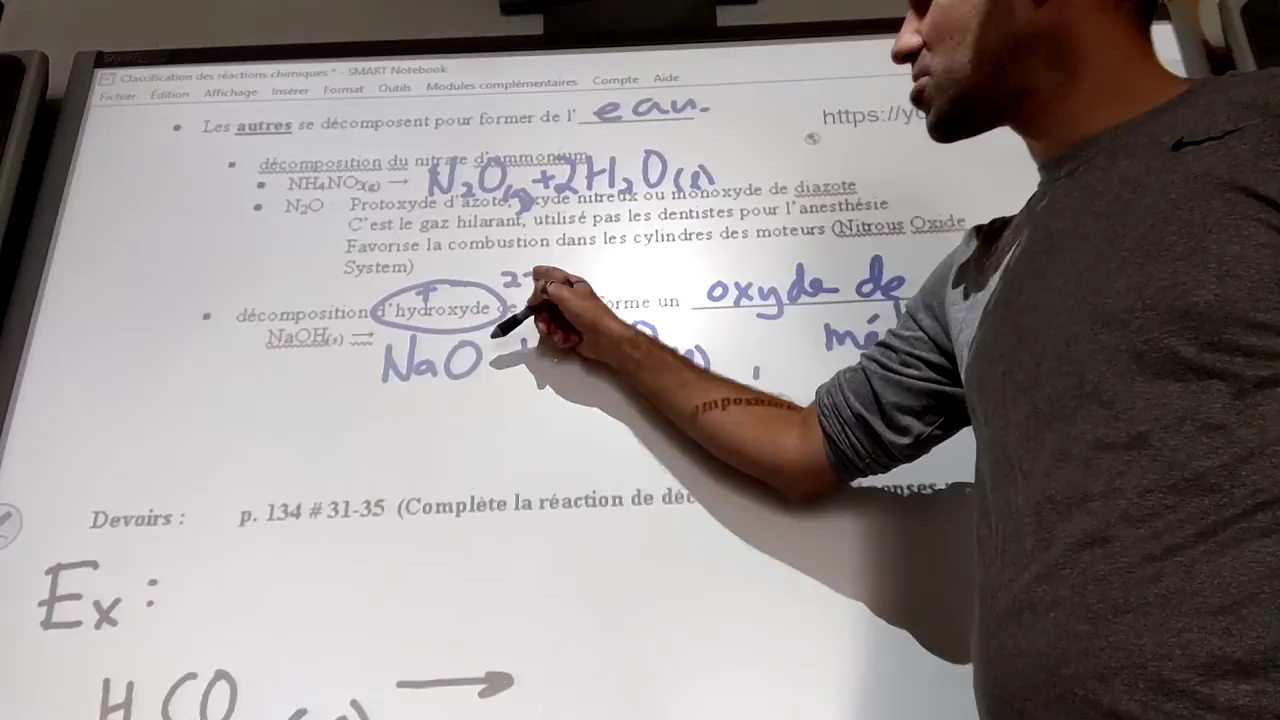 Classification des réactions chimiques * - SMART Notebook
Fichier Édition Affichage Insérer Format Outils Modules complémentaires Compte Aide
• Les autres se décomposent pour former de l' eau.
https://yo
▪ décomposition du nitrate d'ammonium
• NH4NO3(s) → N2O(g) + 2H2O(g)
• N2O : Protoxyde d'azote, oxyde nitreux ou monoxyde de diazote
C'est le gaz hilarant, utilisé pas les dentistes pour l'anesthésie
Favorise la combustion dans les cylindres des moteurs (Nitrous Oxide
System)
+ 2-
▪ décomposition d'hydroxyde de forme un oxyde de
NaOH(s) → NaO + mé
Devoirs : p. 134 # 31-35 (Complète la réaction de déc
Ex :
HCO →